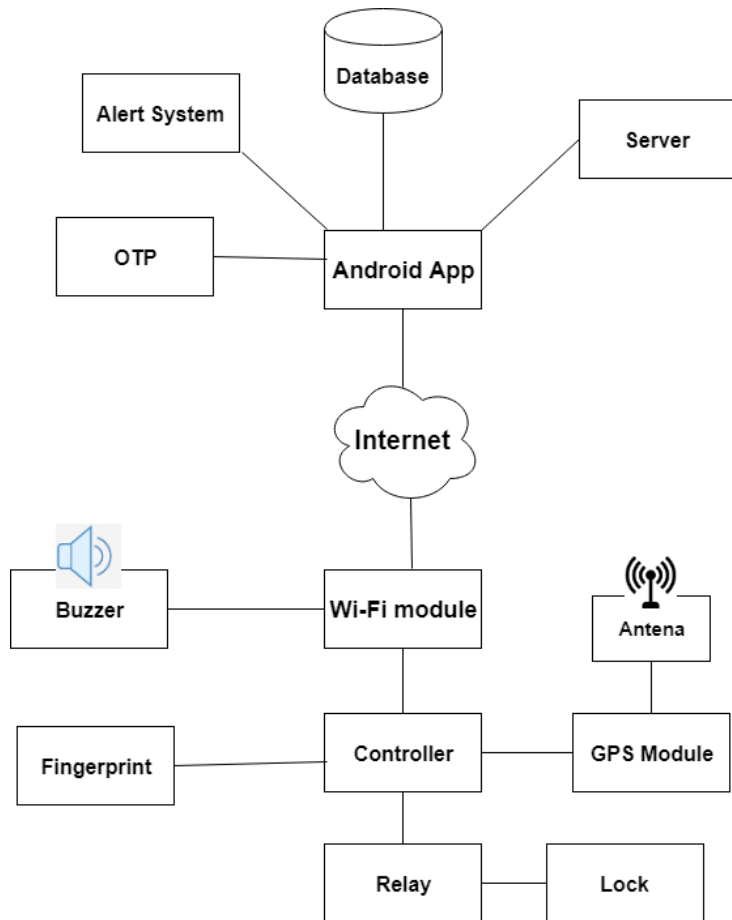 Database
Alert System
Server
OTP
Android App
Internet
Buzzer
Wi-Fi module
Antena
Fingerprint
Controller
GPS Module
Relay
Lock